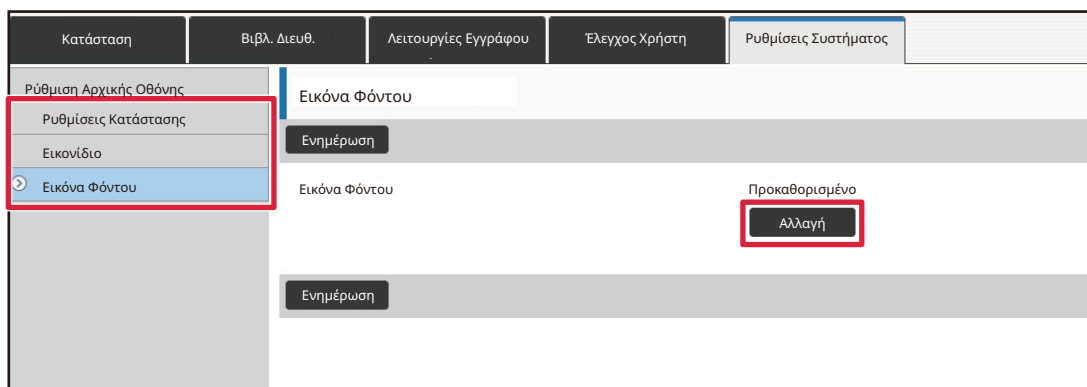 Κατάσταση
Βιβλ. Διευθ.
Λειτουργίες Εγγράφου
Έλεγχος Χρήστη
Ρυθμίσεις Συστήματος
Ρύθμιση Αρχικής Οθόνης
Ρυθμίσεις Κατάστασης
Εικονίδιο
Εικόνα Φόντου
Εικόνα Φόντου
Ενημέρωση
Εικόνα Φόντου
Προκαθορισμένο
Αλλαγή
Ενημέρωση